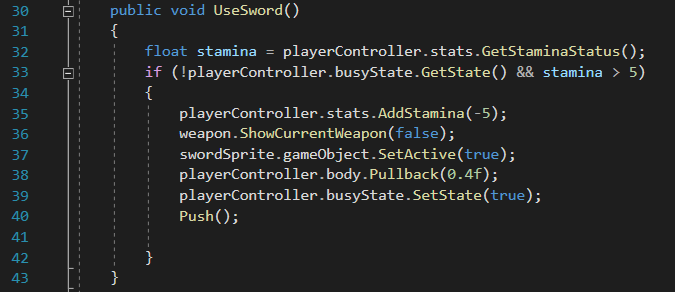 30 public void UseSword()
31 {
32 float stamina = playerController.stats.GetStaminaStatus();
33 if (!playerController.busyState.GetState() && stamina > 5)
34 {
35 playerController.stats.AddStamina(-5);
36 weapon.ShowCurrentWeapon(false);
37 swordSprite.gameObject.SetActive(true);
38 playerController.body.Pullback(0.4f);
39 playerController.busyState.SetState(true);
40 Push();
41
42 }
43 }